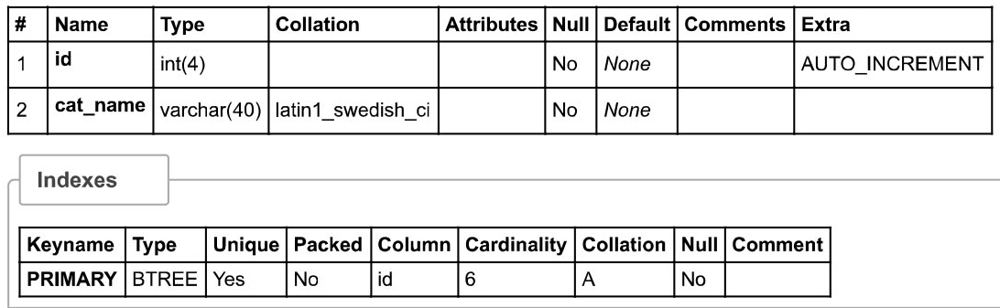 # Name Type Collation Attributes Null Default Comments Extra
1 id int(4) No None AUTO_INCREMENT
2 cat_name varchar(40) latin1_swedish_ci No None
Indexes
Keyname Type Unique Packed Column Cardinality Collation Null Comment
PRIMARY BTREE Yes No id 6 A No